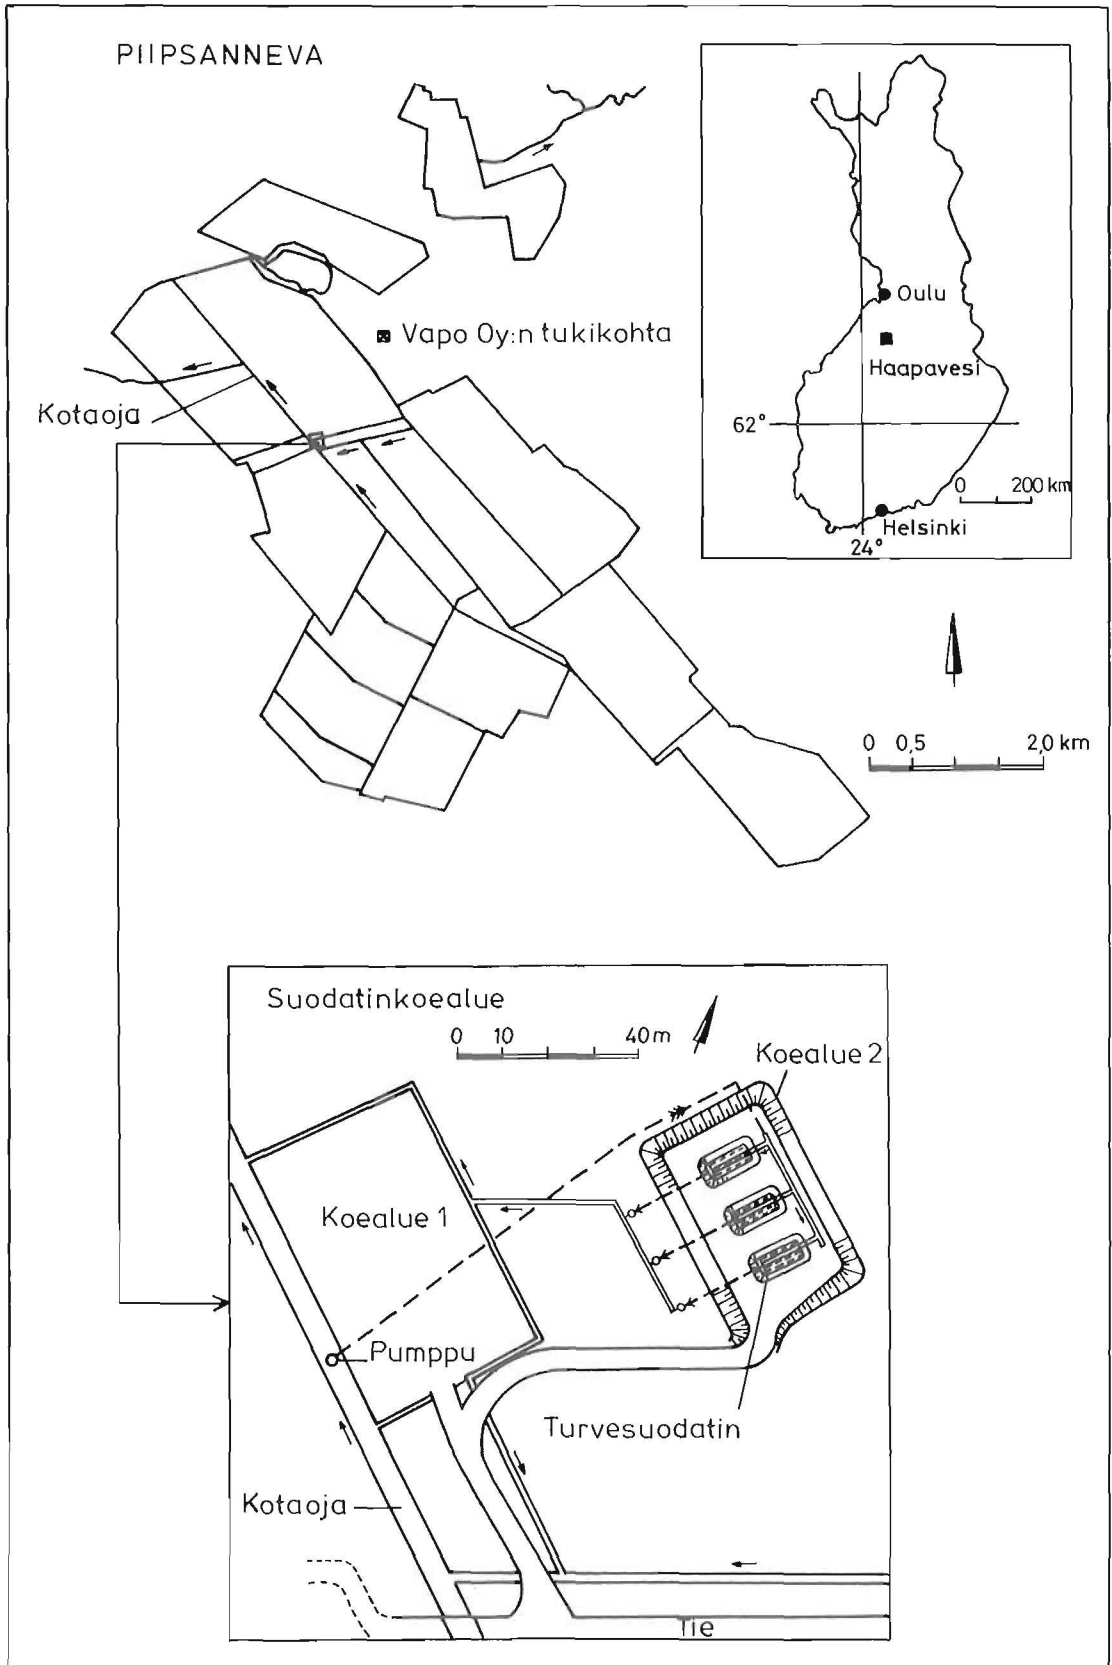 PIIPSANNEVA
Oulu
Vapo Oy:n tukikohta
Haapavesi
Kotaoja
62°
0 200 km
Helsinki
24°
0 0,5 2,0 km
Suodatinkoealue
0 10 40 m
Koealue 2
Koealue 1
Pumppu
Turvesuodatin
Kotaoja
Tie